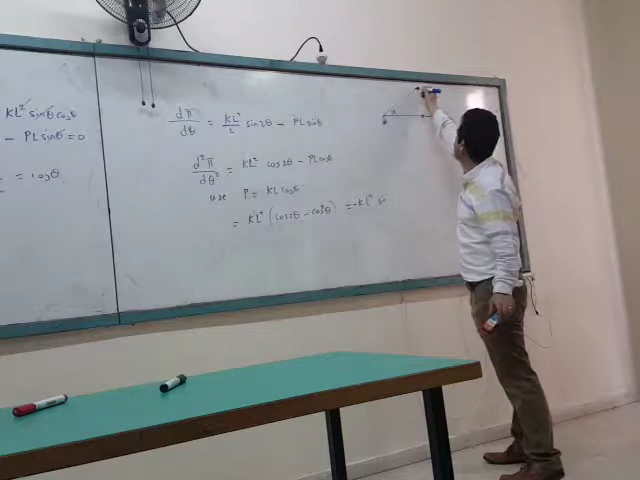 KL² sinθ cosθ
- PL sinθ = 0
= cosθ
dπ/dθ = KL²/2 sin2θ - PL sinθ
d²π/dθ² = KL² cos2θ - PL cosθ
use P = KL cosθ
= KL² (cos2θ - cos²θ) = -KL² si